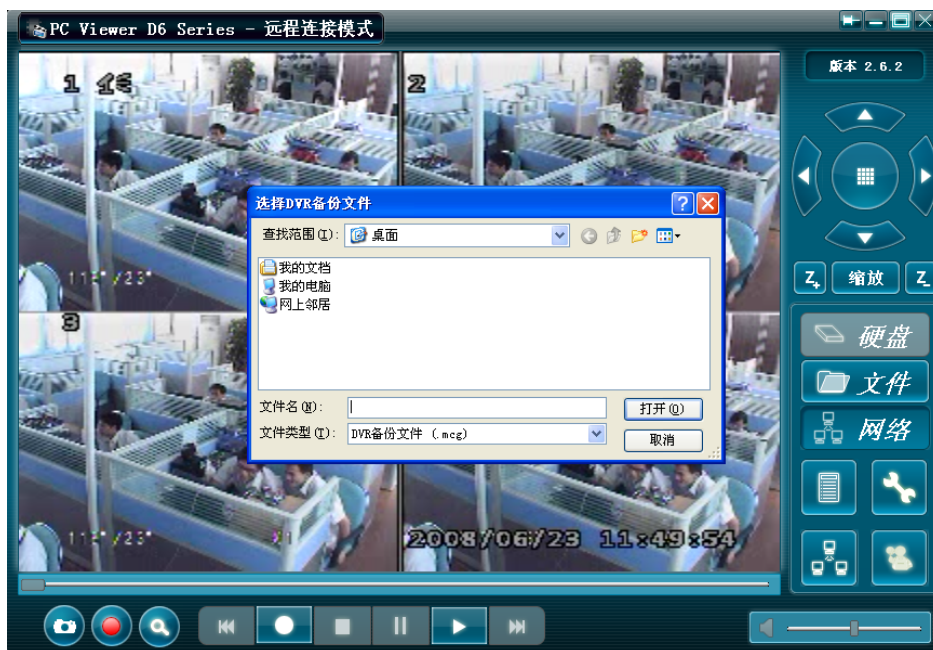 PC Viewer D6 Series - 远程连接模式
版本 2.6.2
1
2
选择DVR备份文件
查找范围(I):
桌面
我的文档
我的电脑
网上邻居
文件名(N):
打开(O)
文件类型(T):
DVR备份文件 (.mcg)
取消
Z+
缩放
Z-
硬盘
文件
网络
3
2008/06/23 11:49:54